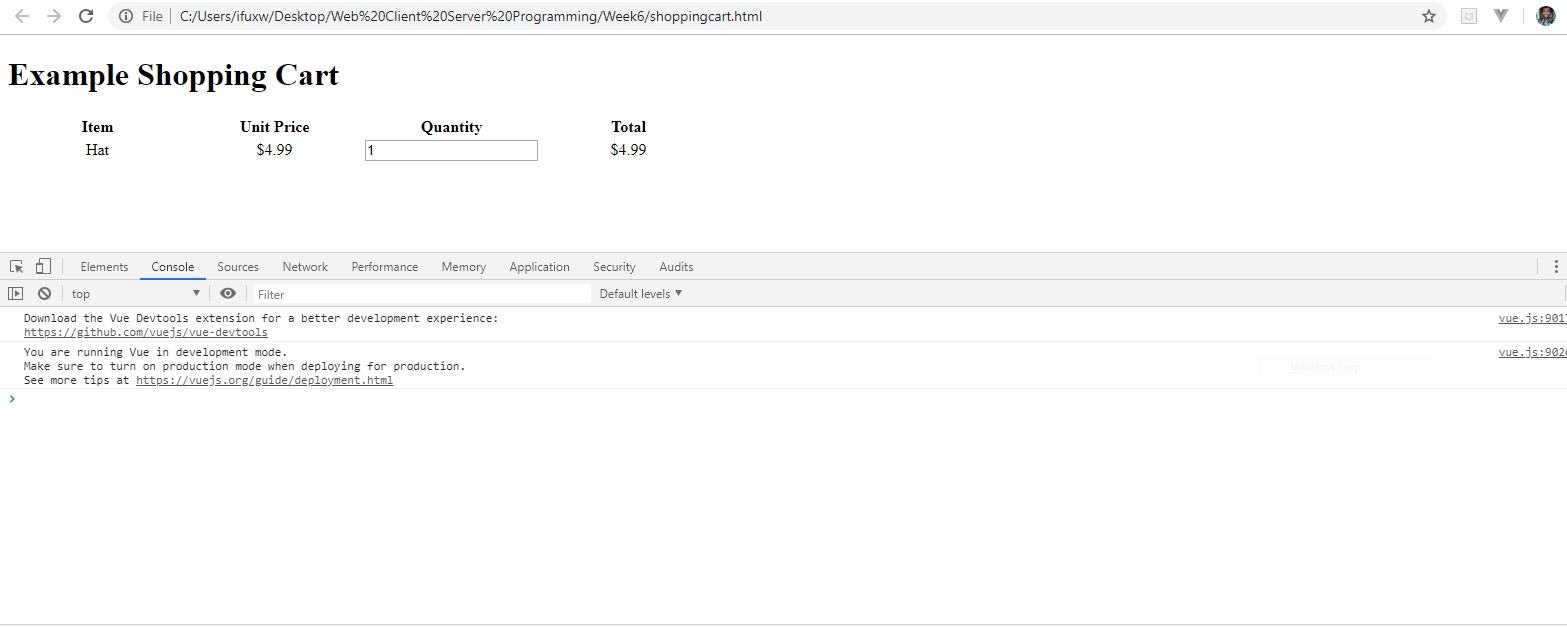 File | C:/Users/ifuxw/Desktop/Web%20Client%20Server%20Programming/Week6/shoppingcart.html
Example Shopping Cart
Item Unit Price Quantity Total
Hat $4.99 1 $4.99
Elements Console Sources Network Performance Memory Application Security Audits
top Filter Default levels
Download the Vue Devtools extension for a better development experience: vue.js:9017
https://github.com/vuejs/vue-devtools
You are running Vue in development mode. vue.js:902
Make sure to turn on production mode when deploying for production.
See more tips at https://vuejs.org/guide/deployment.html